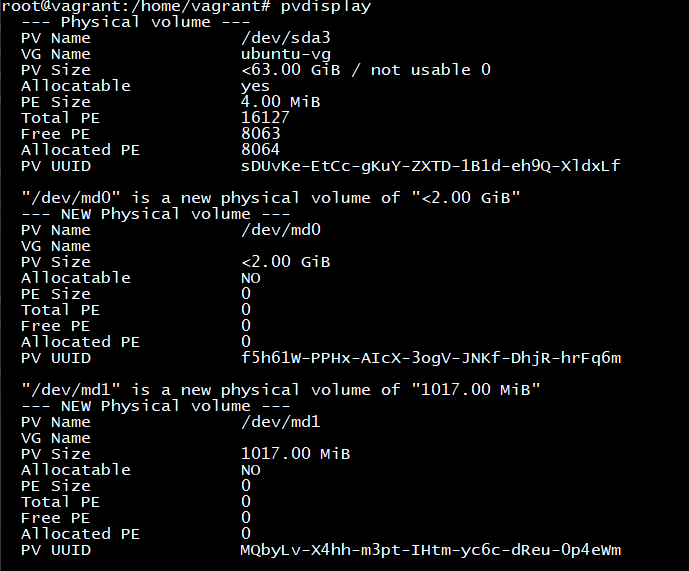 root@vagrant:/home/vagrant# pvdisplay
--- Physical volume ---
PV Name /dev/sda3
VG Name ubuntu-vg
PV Size <63.00 GiB / not usable 0
Allocatable yes
PE Size 4.00 MiB
Total PE 16127
Free PE 8063
Allocated PE 8064
PV UUID sDUvKe-EtCc-gKuY-ZXTD-1B1d-eh9Q-XldxLf
"/dev/md0" is a new physical volume of "<2.00 GiB"
--- NEW Physical volume ---
PV Name /dev/md0
VG Name
PV Size <2.00 GiB
Allocatable NO
PE Size 0
Total PE 0
Free PE 0
Allocated PE 0
PV UUID f5h61W-PPHx-AIcX-3ogV-JNKf-DhjR-hrFq6m
"/dev/md1" is a new physical volume of "1017.00 MiB"
--- NEW Physical volume ---
PV Name /dev/md1
VG Name
PV Size 1017.00 MiB
Allocatable NO
PE Size 0
Total PE 0
Free PE 0
Allocated PE 0
PV UUID MQbyLv-X4hh-m3pt-IHtm-yc6c-dReu-0p4eWm